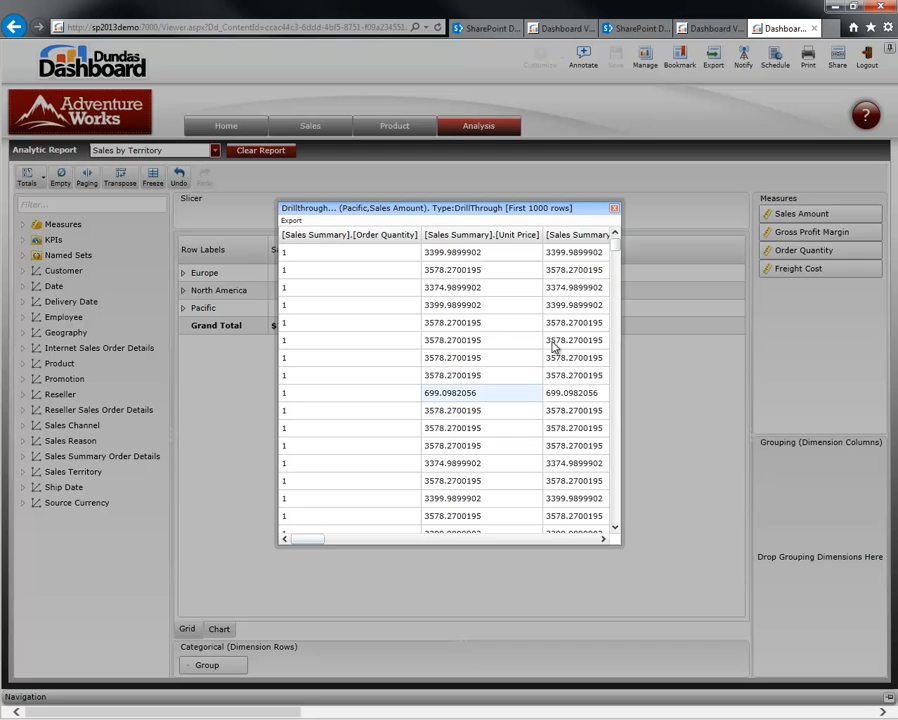 http://sp2013demo:7000/Viewer.aspx?Dd_ContentId=ccac44c3-6ddd-4bf5-8751-f09a234551
SharePoint D...
Dashboard V...
SharePoint D...
Dashboard V...
Dashboar...
Dundas
Dashboard
Customize
Annotate
Save
Manage
Bookmark
Export
Notify
Schedule
Print
Share
Logout
Adventure
Works
Home
Sales
Product
Analysis
?
Analytic Report
Sales by Territory
Clear Report
Totals
Empty
Paging
Transpose
Freeze
Undo
Redo
Filter...
Measures
KPIs
Named Sets
Customer
Date
Delivery Date
Employee
Geography
Internet Sales Order Details
Product
Promotion
Reseller
Reseller Sales Order Details
Sales Channel
Sales Reason
Sales Summary Order Details
Sales Territory
Ship Date
Source Currency
Slicer
Row Labels
Europe
North America
Pacific
Grand Total
$
Drillthrough... (Pacific,Sales Amount). Type:DrillThrough [First 1000 rows]
Export
[Sales Summary].[Order Quantity] [Sales Summary].[Unit Price] [Sales Summary
1 3399.9899902 3399.9899902
1 3578.2700195 3578.2700195
1 3374.9899902 3374.9899902
1 3399.9899902 3399.9899902
1 3578.2700195 3578.2700195
1 3578.2700195 3578.2700195
1 3578.2700195 3578.2700195
1 3578.2700195 3578.2700195
1 699.0982056 699.0982056
1 3578.2700195 3578.2700195
1 3578.2700195 3578.2700195
1 3578.2700195 3578.2700195
1 3374.9899902 3374.9899902
1 3578.2700195 3578.2700195
1 3399.9899902 3399.9899902
1 3578.2700195 3578.2700195
Measures
Sales Amount
Gross Profit Margin
Order Quantity
Freight Cost
Grouping (Dimension Columns)
Drop Grouping Dimensions Here
Grid
Chart
Categorical (Dimension Rows)
Group
Navigation